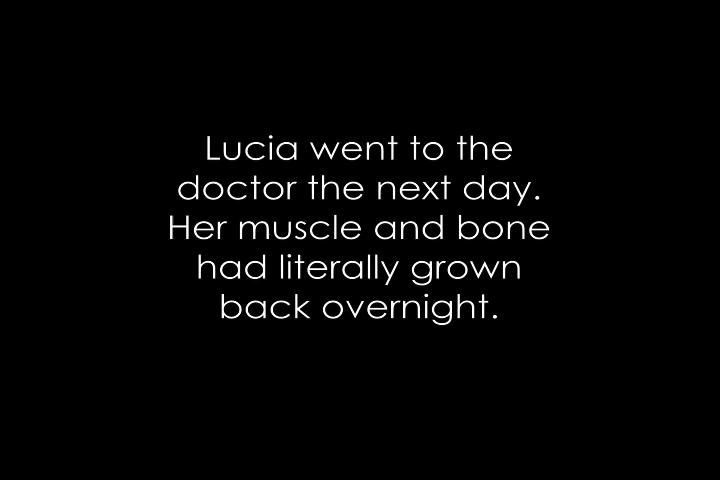 Lucia went to the
doctor the next day.
Her muscle and bone
had literally grown
back overnight.